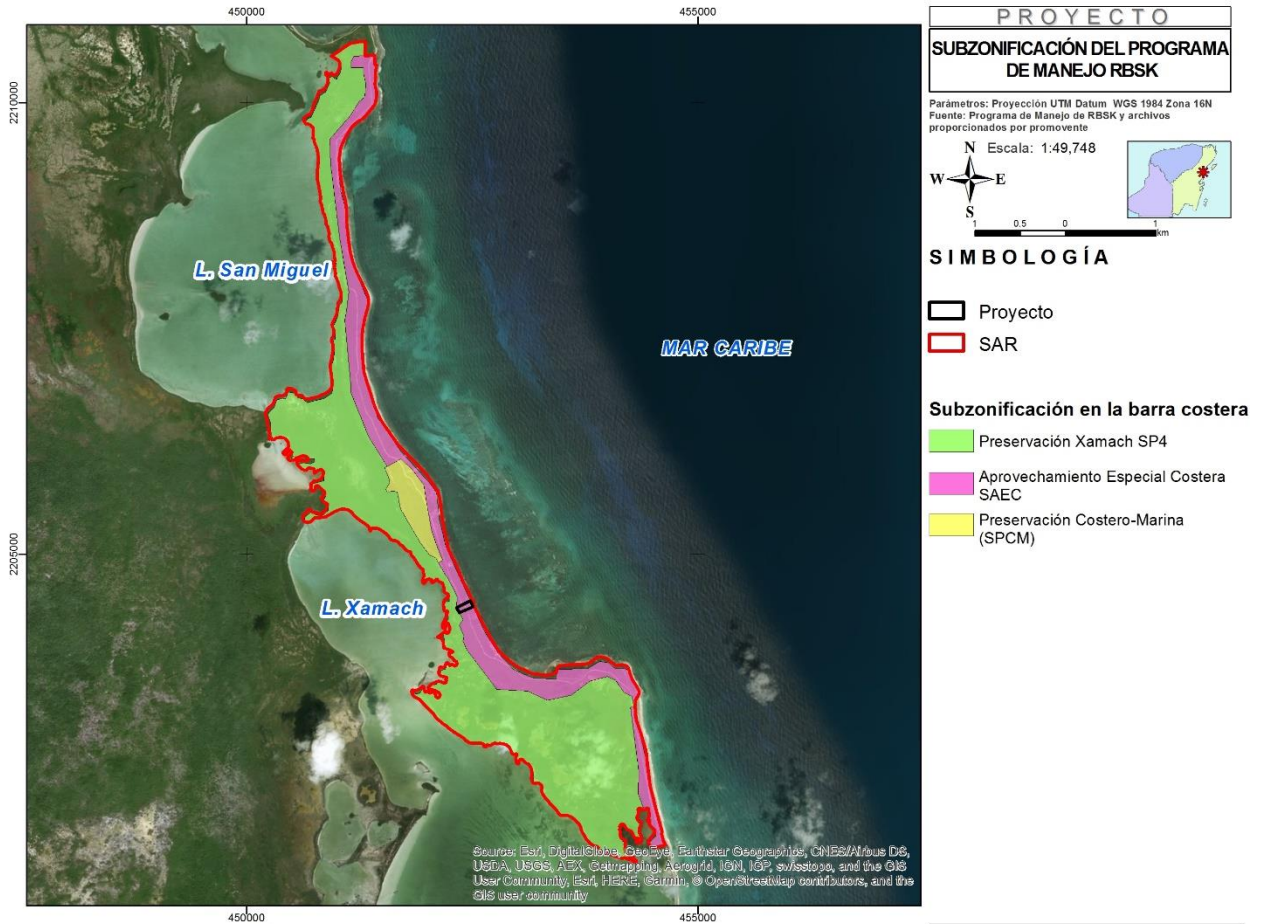 450000
455000
2210000
2205000
L. San Miguel
MAR CARIBE
L. Xamach
Source: Esri, DigitalGlobe, GeoEye, Earthstar Geographics, CNES/Airbus DS,
USDA, USGS, AEX, Getmapping, Aerogrid, IGN, IGP, swisstopo, and the GIS
User Community, Esri, HERE, Garmin, © OpenStreetMap contributors, and the
GIS user community
450000
455000
PROYECTO
SUBZONIFICACIÓN DEL PROGRAMA
DE MANEJO RBSK
Parámetros: Proyección UTM Datum WGS 1984 Zona 16N
Fuente: Programa de Manejo de RBSK y archivos
proporcionados por promovente
N
Escala: 1:49,748
W
E
S
1 0.5 0 1
km
SIMBOLOGÍA
Proyecto
SAR
Subzonificación en la barra costera
Preservación Xamach SP4
Aprovechamiento Especial Costera
SAEC
Preservación Costero-Marina
(SPCM)